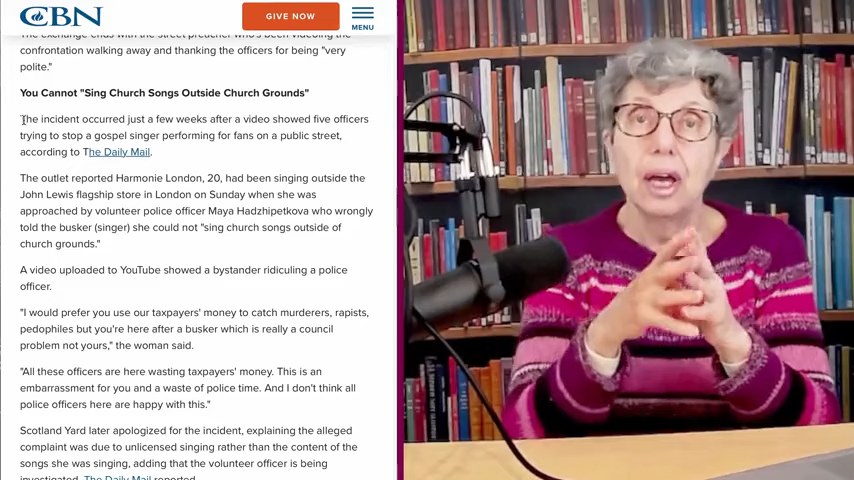 CBN
GIVE NOW
MENU
The exchange ends with the street preacher who's been videoing the
confrontation walking away and thanking the officers for being "very
polite."
You Cannot "Sing Church Songs Outside Church Grounds"
The incident occurred just a few weeks after a video showed five officers
trying to stop a gospel singer performing for fans on a public street,
according to The Daily Mail.
The outlet reported Harmonie London, 20, had been singing outside the
John Lewis flagship store in London on Sunday when she was
approached by volunteer police officer Maya Hadzhipetkova who wrongly
told the busker (singer) she could not "sing church songs outside of
church grounds."
A video uploaded to YouTube showed a bystander ridiculing a police
officer.
"I would prefer you use our taxpayers' money to catch murderers, rapists,
pedophiles but you're here after a busker which is really a council
problem not yours," the woman said.
"All these officers are here wasting taxpayers' money. This is an
embarrassment for you and a waste of police time. And I don't think all
police officers here are happy with this."
Scotland Yard later apologized for the incident, explaining the alleged
complaint was due to unlicensed singing rather than the content of the
songs she was singing, adding that the volunteer officer is being
investigated, The Daily Mail reported.